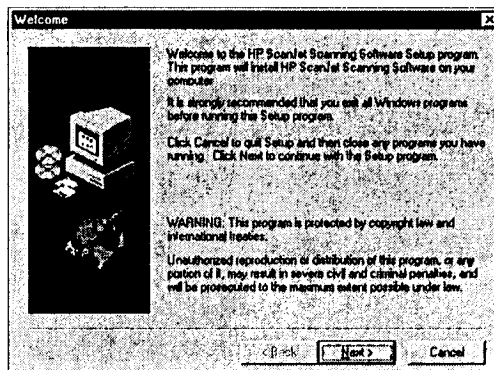 Welcome
Welcome to the HP ScanJet Scanning Software Setup program.
This program will install HP ScanJet Scanning Software on your
computer.
It is strongly recommended that you exit all Windows programs
before running this Setup program.
Click Cancel to quit Setup and then close any programs you have
running. Click Next to continue with the Setup program.
WARNING: This program is protected by copyright law and
international treaties.
Unauthorized reproduction or distribution of this program, or any
portion of it, may result in severe civil and criminal penalties, and
will be prosecuted to the maximum extent possible under law.
< Back Next > Cancel